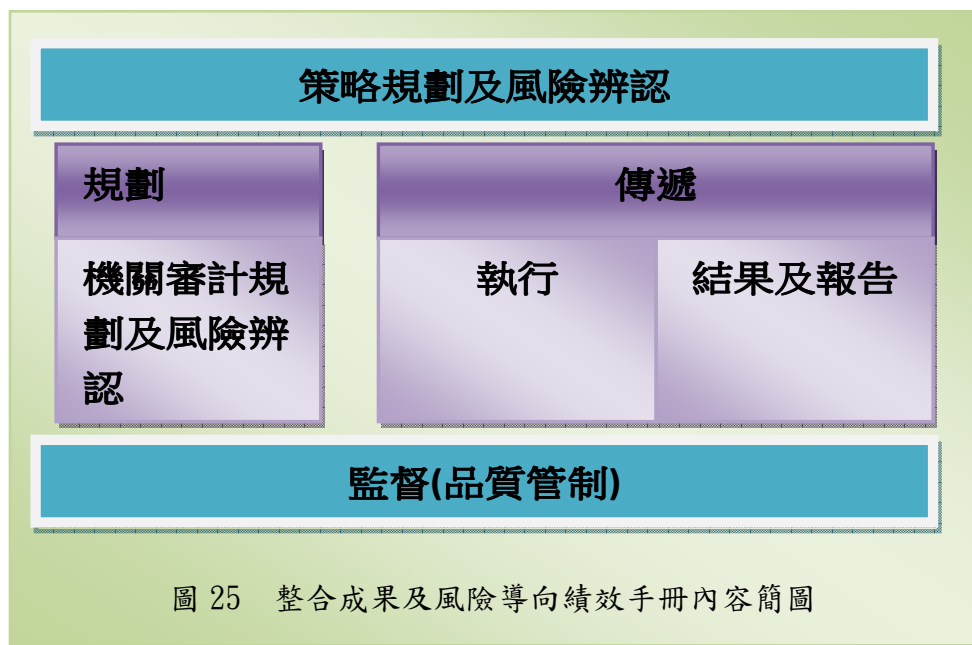 策略規劃及風險辨認
規劃
傳遞
機關審計規
劃及風險辨
認
執行
結果及報告
監督(品質管制)
圖 25 整合成果及風險導向績效手冊內容簡圖